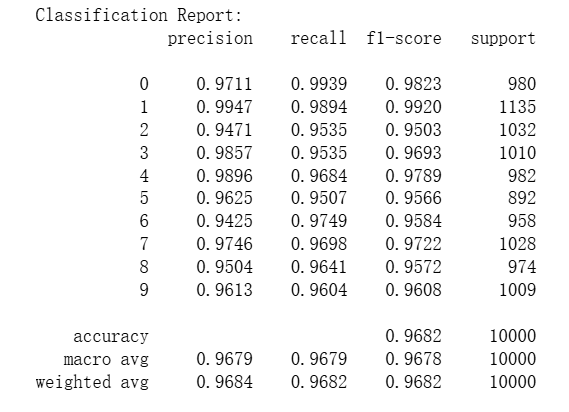 Classification Report:
precision recall f1-score support
0 0.9711 0.9939 0.9823 980
1 0.9947 0.9894 0.9920 1135
2 0.9471 0.9535 0.9503 1032
3 0.9857 0.9535 0.9693 1010
4 0.9896 0.9684 0.9789 982
5 0.9625 0.9507 0.9566 892
6 0.9425 0.9749 0.9584 958
7 0.9746 0.9698 0.9722 1028
8 0.9504 0.9641 0.9572 974
9 0.9613 0.9604 0.9608 1009
accuracy 0.9682 10000
macro avg 0.9679 0.9679 0.9678 10000
weighted avg 0.9684 0.9682 0.9682 10000